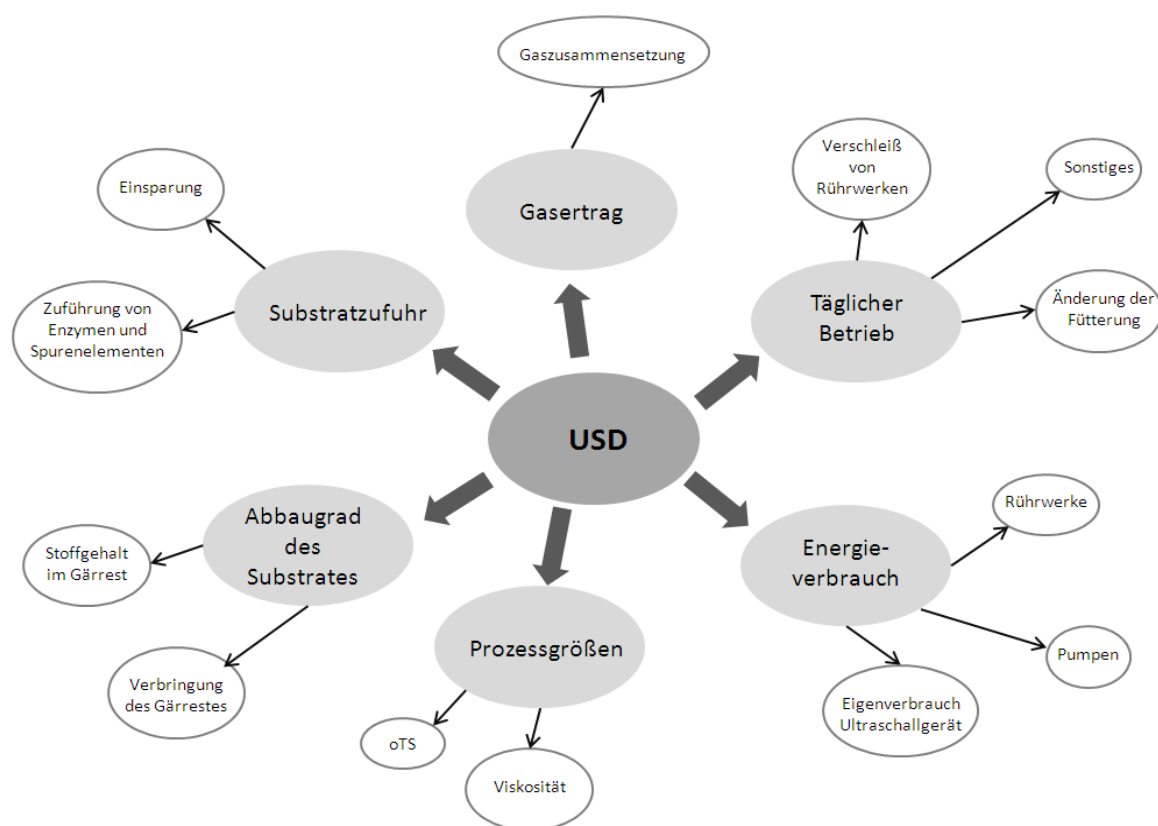 Gaszusammensetzung
Verschleiß
von
Rührwerken
Sonstiges
Einsparung
Gasertrag
Substratzufuhr
Täglicher
Betrieb
Änderung der
Fütterung
Zuführung von
Enzymen und
Spurenelementen
USD
Abbaugrad
des
Substrates
Stoffgehalt
im Gärrest
Energie-
verbrauch
Rührwerke
Prozessgrößen
Pumpen
Verbringung
des Gärrestes
Eigenverbrauch
Ultraschallgerät
oTS
Viskosität